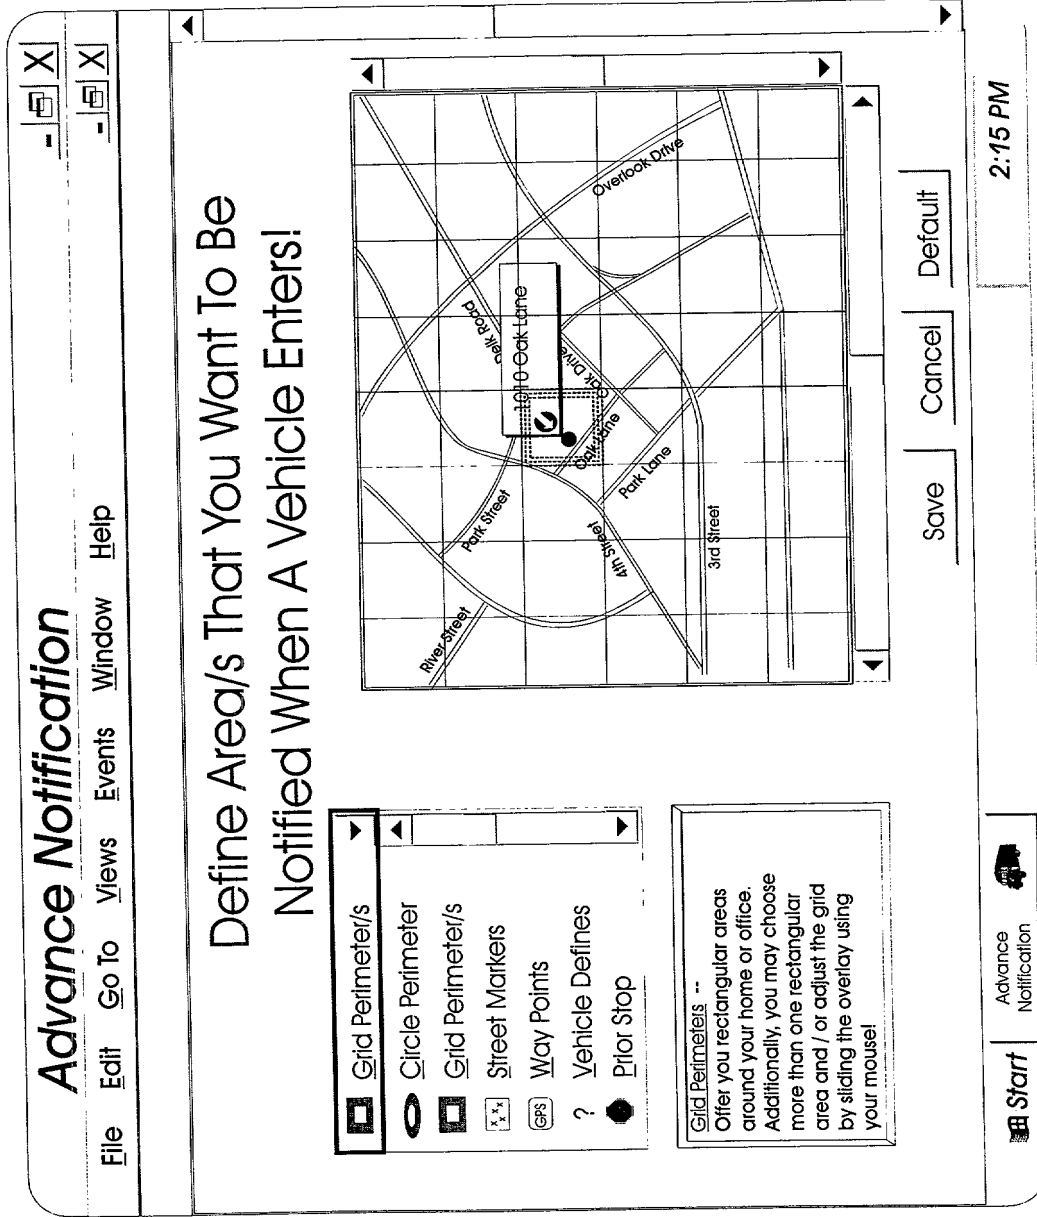 Advance Notification
File Edit Go To Views Events Window Help
Define Area/s That You Want To Be
Notified When A Vehicle Enters!
Grid Perimeter/s
Circle Perimeter
Grid Perimeter/s
Street Markers
GPS Way Points
? Vehicle Defines
Prior Stop
Grid Perimeters --
Offer you rectangular areas
around your home or office.
Additionally, you may choose
more than one rectangular
area and / or adjust the grid
area by sliding the overlay using
your mouse!
River Street
Park Street
4th Street
3rd Street
Park Lane
Oak Lane
Oak Drive
1010 Oak Lane
Road
Overlook Drive
Save Cancel Default
Start
Advance
Notification
2:15 PM